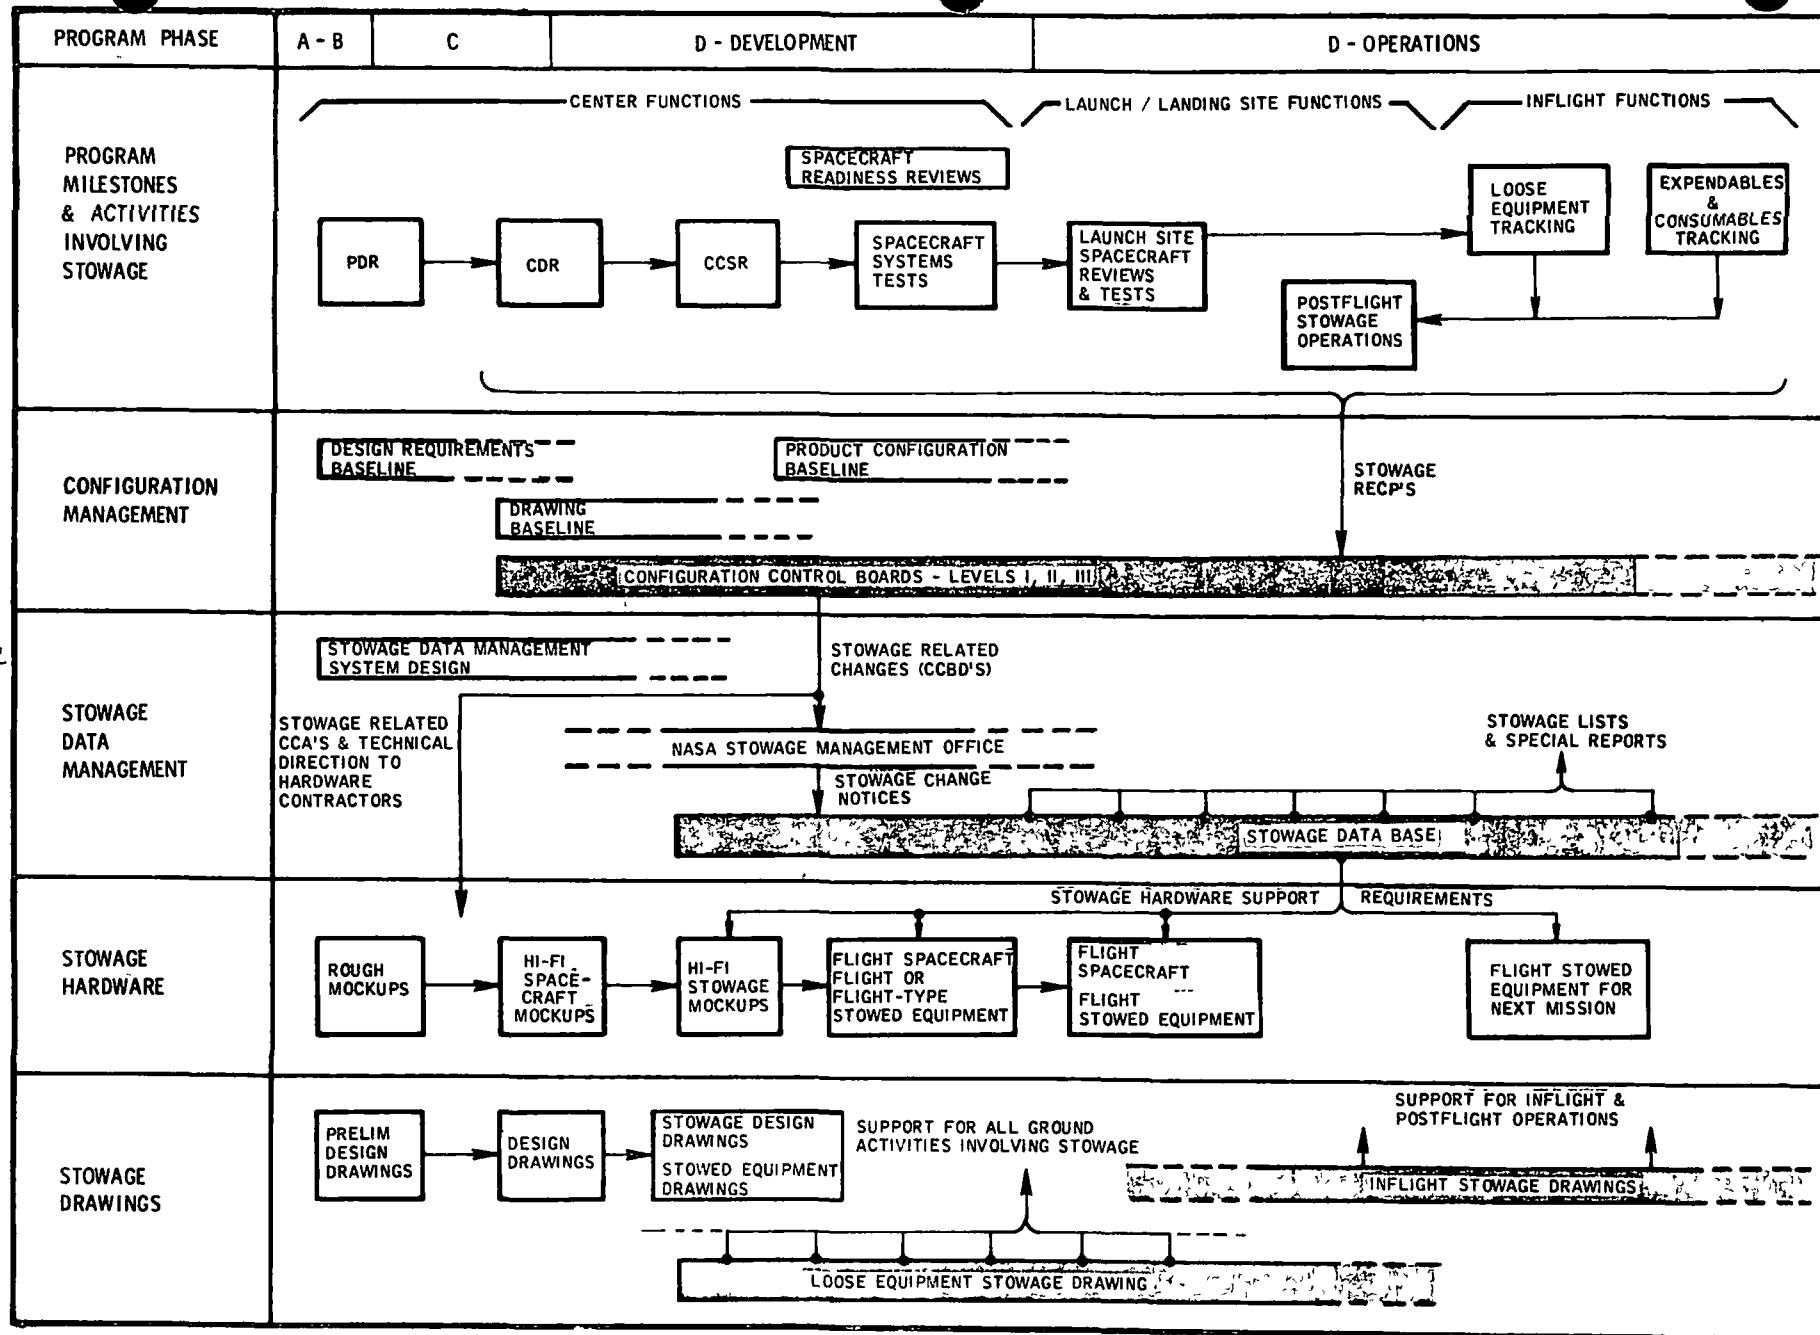 PROGRAM PHASE
A - B
C
D - DEVELOPMENT
D - OPERATIONS
PROGRAM
MILESTONES
& ACTIVITIES
INVOLVING
STOWAGE
CENTER FUNCTIONS
LAUNCH / LANDING SITE FUNCTIONS
INFLIGHT FUNCTIONS
SPACECRAFT
READINESS REVIEWS
PDR
CDR
CCSR
SPACECRAFT
SYSTEMS
TESTS
LAUNCH SITE
SPACECRAFT
REVIEWS
& TESTS
LOOSE
EQUIPMENT
TRACKING
EXPENDABLES
&
CONSUMABLES
TRACKING
POSTFLIGHT
STOWAGE
OPERATIONS
CONFIGURATION
MANAGEMENT
DESIGN REQUIREMENTS
BASELINE
PRODUCT CONFIGURATION
BASELINE
DRAWING
BASELINE
STOWAGE
RECP'S
CONFIGURATION CONTROL BOARDS - LEVELS I, II, III
STOWAGE
DATA
MANAGEMENT
STOWAGE DATA MANAGEMENT
SYSTEM DESIGN
STOWAGE RELATED
CHANGES (CCBD'S)
STOWAGE RELATED
CCA'S & TECHNICAL
DIRECTION TO
HARDWARE
CONTRACTORS
NASA STOWAGE MANAGEMENT OFFICE
STOWAGE CHANGE
NOTICES
STOWAGE LISTS
& SPECIAL REPORTS
STOWAGE DATA BASE
STOWAGE
HARDWARE
STOWAGE HARDWARE SUPPORT REQUIREMENTS
ROUGH
MOCKUPS
HI-FI
SPACE-
CRAFT
MOCKUPS
HI-FI
STOWAGE
MOCKUPS
FLIGHT SPACECRAFT
FLIGHT OR
FLIGHT-TYPE
STOWED EQUIPMENT
FLIGHT
SPACECRAFT
FLIGHT
STOWED EQUIPMENT
FLIGHT STOWED
EQUIPMENT FOR
NEXT MISSION
STOWAGE
DRAWINGS
PRELIM
DESIGN
DRAWINGS
DESIGN
DRAWINGS
STOWAGE DESIGN
DRAWINGS
STOWED EQUIPMENT
DRAWINGS
SUPPORT FOR ALL GROUND
ACTIVITIES INVOLVING STOWAGE
SUPPORT FOR INFLIGHT &
POSTFLIGHT OPERATIONS
INFLIGHT STOWAGE DRAWINGS
LOOSE EQUIPMENT STOWAGE DRAWING